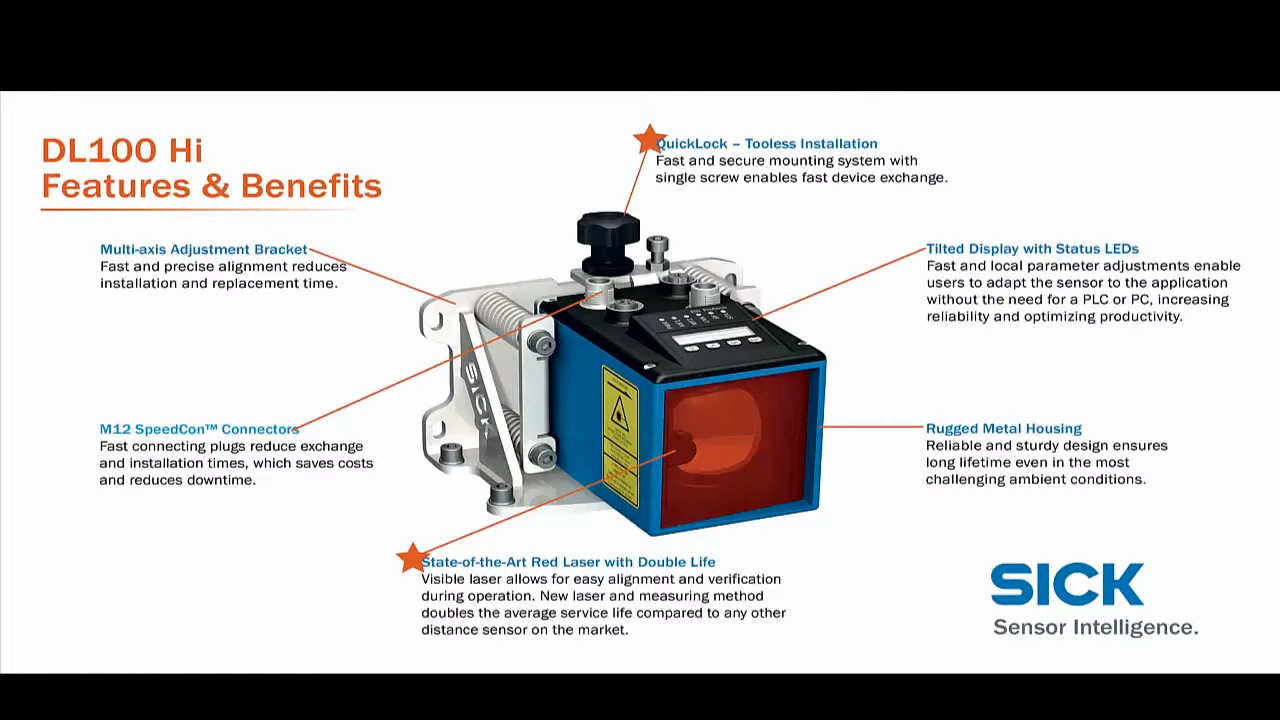 DL100 Hi
Features & Benefits
QuickLock – Tooless Installation
Fast and secure mounting system with
single screw enables fast device exchange.
Multi-axis Adjustment Bracket
Fast and precise alignment reduces
installation and replacement time.
Tilted Display with Status LEDs
Fast and local parameter adjustments enable
users to adapt the sensor to the application
without the need for a PLC or PC, increasing
reliability and optimizing productivity.
SICK
M12 SpeedCon™ Connectors
Fast connecting plugs reduce exchange
and installation times, which saves costs
and reduces downtime.
Rugged Metal Housing
Reliable and sturdy design ensures
long lifetime even in the most
challenging ambient conditions.
State-of-the-Art Red Laser with Double Life
Visible laser allows for easy alignment and verification
during operation. New laser and measuring method
doubles the average service life compared to any other
distance sensor on the market.
SICK
Sensor Intelligence.